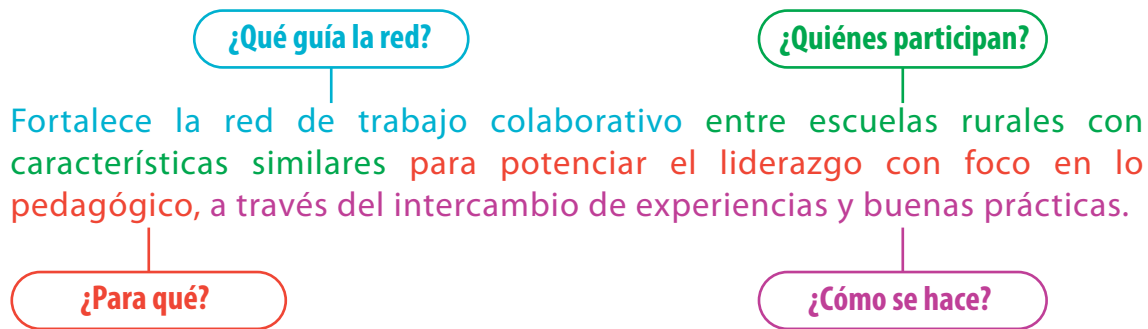 ¿Qué guía la red?
¿Quiénes participan?
Fortalece la red de trabajo colaborativo entre escuelas rurales con
características similares para potenciar el liderazgo con foco en lo
pedagógico, a través del intercambio de experiencias y buenas prácticas.
¿Para qué?
¿Cómo se hace?